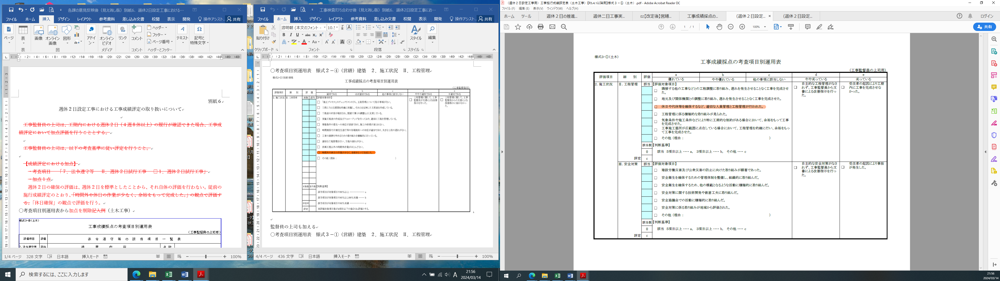 各課の意見反映後（見え消し版）別紙6．週休2日設定工事における…
ファイル ホーム 挿入 デザイン レイアウト 参考資料 差し込み文書 校閲 表示 開発 操作アシスト… 共有
ページ 表 画像 オンライン画像 図形 アドイン オンラインビデオ リンク コメント ヘッダー フッター ページ番号 テキスト 記号と特殊文字
表 図 メディア コメント ヘッダーとフッター
別紙６
週休２日設定工事における工事成績評定の取り扱いについて
工事監督員の上司は、工期内における週休２日（４週８休以上）の履行が確認できた場合、工事成
績評定において加点評価を行うこととする。
工事監督員の上司は、以下の考査基準に従い評定を行うこと。
【成績評定における加点】
・考査項目　「７．法令遵守等　Ⅱ．週休２日試行工事　□１．週休２日試行工事」
・加点１点
週休２日の確保の評価は、週休２日を標準としたことから、それ自体の評価を行わない。従前の
施行成績評定のとおり、「時間外や休日の作業が少なく、余裕をもって完成した。」の観点で評価す
る。「休日確保」の観点で評価を行う。
〇考査項目別運用表から加点を削除記入例（土木工事）
様式3-④(土木)
工事成績採点の考査項目別運用表
（工事監督員の上司用）
評価項目 評価 法 令 遵 守 等 の 該 当 項 目 一 覧 表
7. 法令遵守等 該当 措 置 内 容 点 数
1/4 ページ 328 文字 日本語 挿入モード 100%
工事検査打ち合わせ後（見え消し版）別紙6．週休2日設定工事にお…
ファイル ホーム 挿入 デザイン レイアウト 参考資料 差し込み文書 校閲 表示 開発 操作アシスト… 共有
貼り付け 游明朝 (本文のフォント - 10.5 スタイル 編集
クリップボード フォント 段落 スタイル
〇考査項目別運用表　様式２－④（営繕）建築　２．施工状況　Ⅱ．工程管理
様式2-④(営繕)建築
工事成績採点の考査項目別運用表
（工事監督員用）
評価項目 細　別 評　価 a b c d e
適切である ほぼ適切である 他の事項に該当しない やや不適切である 不適切である
2. 施工状況 Ⅱ. 工程管理 対象 該当 【評価対象項目】
□ 「施工プロセス」のチェックリストのうち、工程管理について指示事項がない。
□ 工程に与える要因を的確に把握し、それらを反映した工程表を作成している。
□ 工程表の内容が検討され、関連工事との調整もよく充実している。
□ 実施工程表の作成及びフォローアップを行っており、適切に工程を管理している。
□ 現場条件の変化への対応が迅速であり、施工の停滞が見られない。
□ 時間制限や片側交互通行等の各種制約への対応が適切であり、大きな工程の遅れがない。
□ 工事の進捗を早めるための取り組みを積極的に行っている。
□ 適切な工程管理を行い、工程の遅れがない。
□ 計画工程以外の時間外作業がほとんどない。
□ 時間外や休日の作業が少なく、余裕をもって完成した。
□ その他（理由：　）
□ 工程管理に関して、工事監督員が文書による改善指示を行った。
□ 工程管理に関して、工事監督員からの文書による改善指示に従わなかった。
対象数 該当数 【判断基準】
該当項目が対象項目の90％以上 ･････････････ a
該当項目が対象項目の80％以上90％未満 ･････ b
評価率 該当項目が対象項目の80％未満 ･････････････ c
評定 ※評価対象項目数が4項目以下の場合はc評価とする。
監督員の上司も加える
〇考査項目別運用表　様式３－①（営繕）建築　２．施工状況　Ⅱ．工程管理
4/4 ページ 436 文字 日本語 挿入モード 100%
検索するには、ここに入力します
21:56
2024/03/14
（週休２日設定工事用）工事施行成績評定表（土木工事）【R5.4.1以降用】様式３－①（土木）.pdf - Adobe Acrobat Reader DC
ファイル (F) 編集 (E) 表示(V) ウィンドウ(W) ヘルプ(H)
ホーム ツール 週休２日の推進... 週休二日工事実... 02【改定後】営繕... 工事成績採点の... （週休２日設定... × （週休２日設定... ログイン
1 / 1 100% 共有
様式3-①(土木)
工事成績採点の考査項目別運用表
（工事監督員の上司用）
評価項目 細　別 評価 a b c d e
優れている やや優れている 他の事項に該当しない やや劣っている 劣っている
2. 施工状況 Ⅱ. 工程管理 該当 【評価対象項目】
□ 隣接する他の工事などとの工程調整に取り組み、遅れを発生させることなく工事を完成させた。
□ 地元及び関係機関との調整に取り組み、遅れを発生させることなく工事を完成した。
□ 休日や代休等を確保するなど、適切な人員管理と工程管理が行われた。
□ 工程管理に係る積極的な取り組みが見られた。
□ 気象条件や施工条件などにより特に工期的な制約がある場合において、余裕をもって工事を完成させた。
□ 工事施工箇所が広範囲に点在している場合において、工程管理を的確に行い、余裕をもって工事を完成させた。
□ その他（理由：　）
□ 自主的な工程管理がなされず、工事監督員から文書による改善指示を行った。
□ 受注者の起因により工期内に工事を完成させなかった。
該当数 【判断基準】
0 該当　5項目以上 ････ a,　3項目以上 ････ b,　その他 ････ c
評定 c
Ⅲ. 安全対策 該当 【評価対象項目】
□ 建設労働災害及び公衆災害の防止に向けた取り組みが顕著であった。
□ 安全衛生を確保するための管理体制を整備し、組織的に取り組んだ。
□ 安全衛生を確保するため、他の模範となるような活動に積極的に取り組んだ。
□ 安全対策に関する技術開発や創意工夫に取り組んだ。
□ 安全協議会での活動に積極的に取り組んだ。
□ 安全対策に係る取り組みが地域から評価された。
□ その他（理由：　）
□ 自主的な安全対策がなされず、工事監督員から文書による改善指示を行った。
□ 受注者の起因により事故が発生した。
該当数 【判断基準】
0 該当　5項目以上 ････ a,　3項目以上 ････ b,　その他 ････ c
評定 c
21:56
2024/03/14